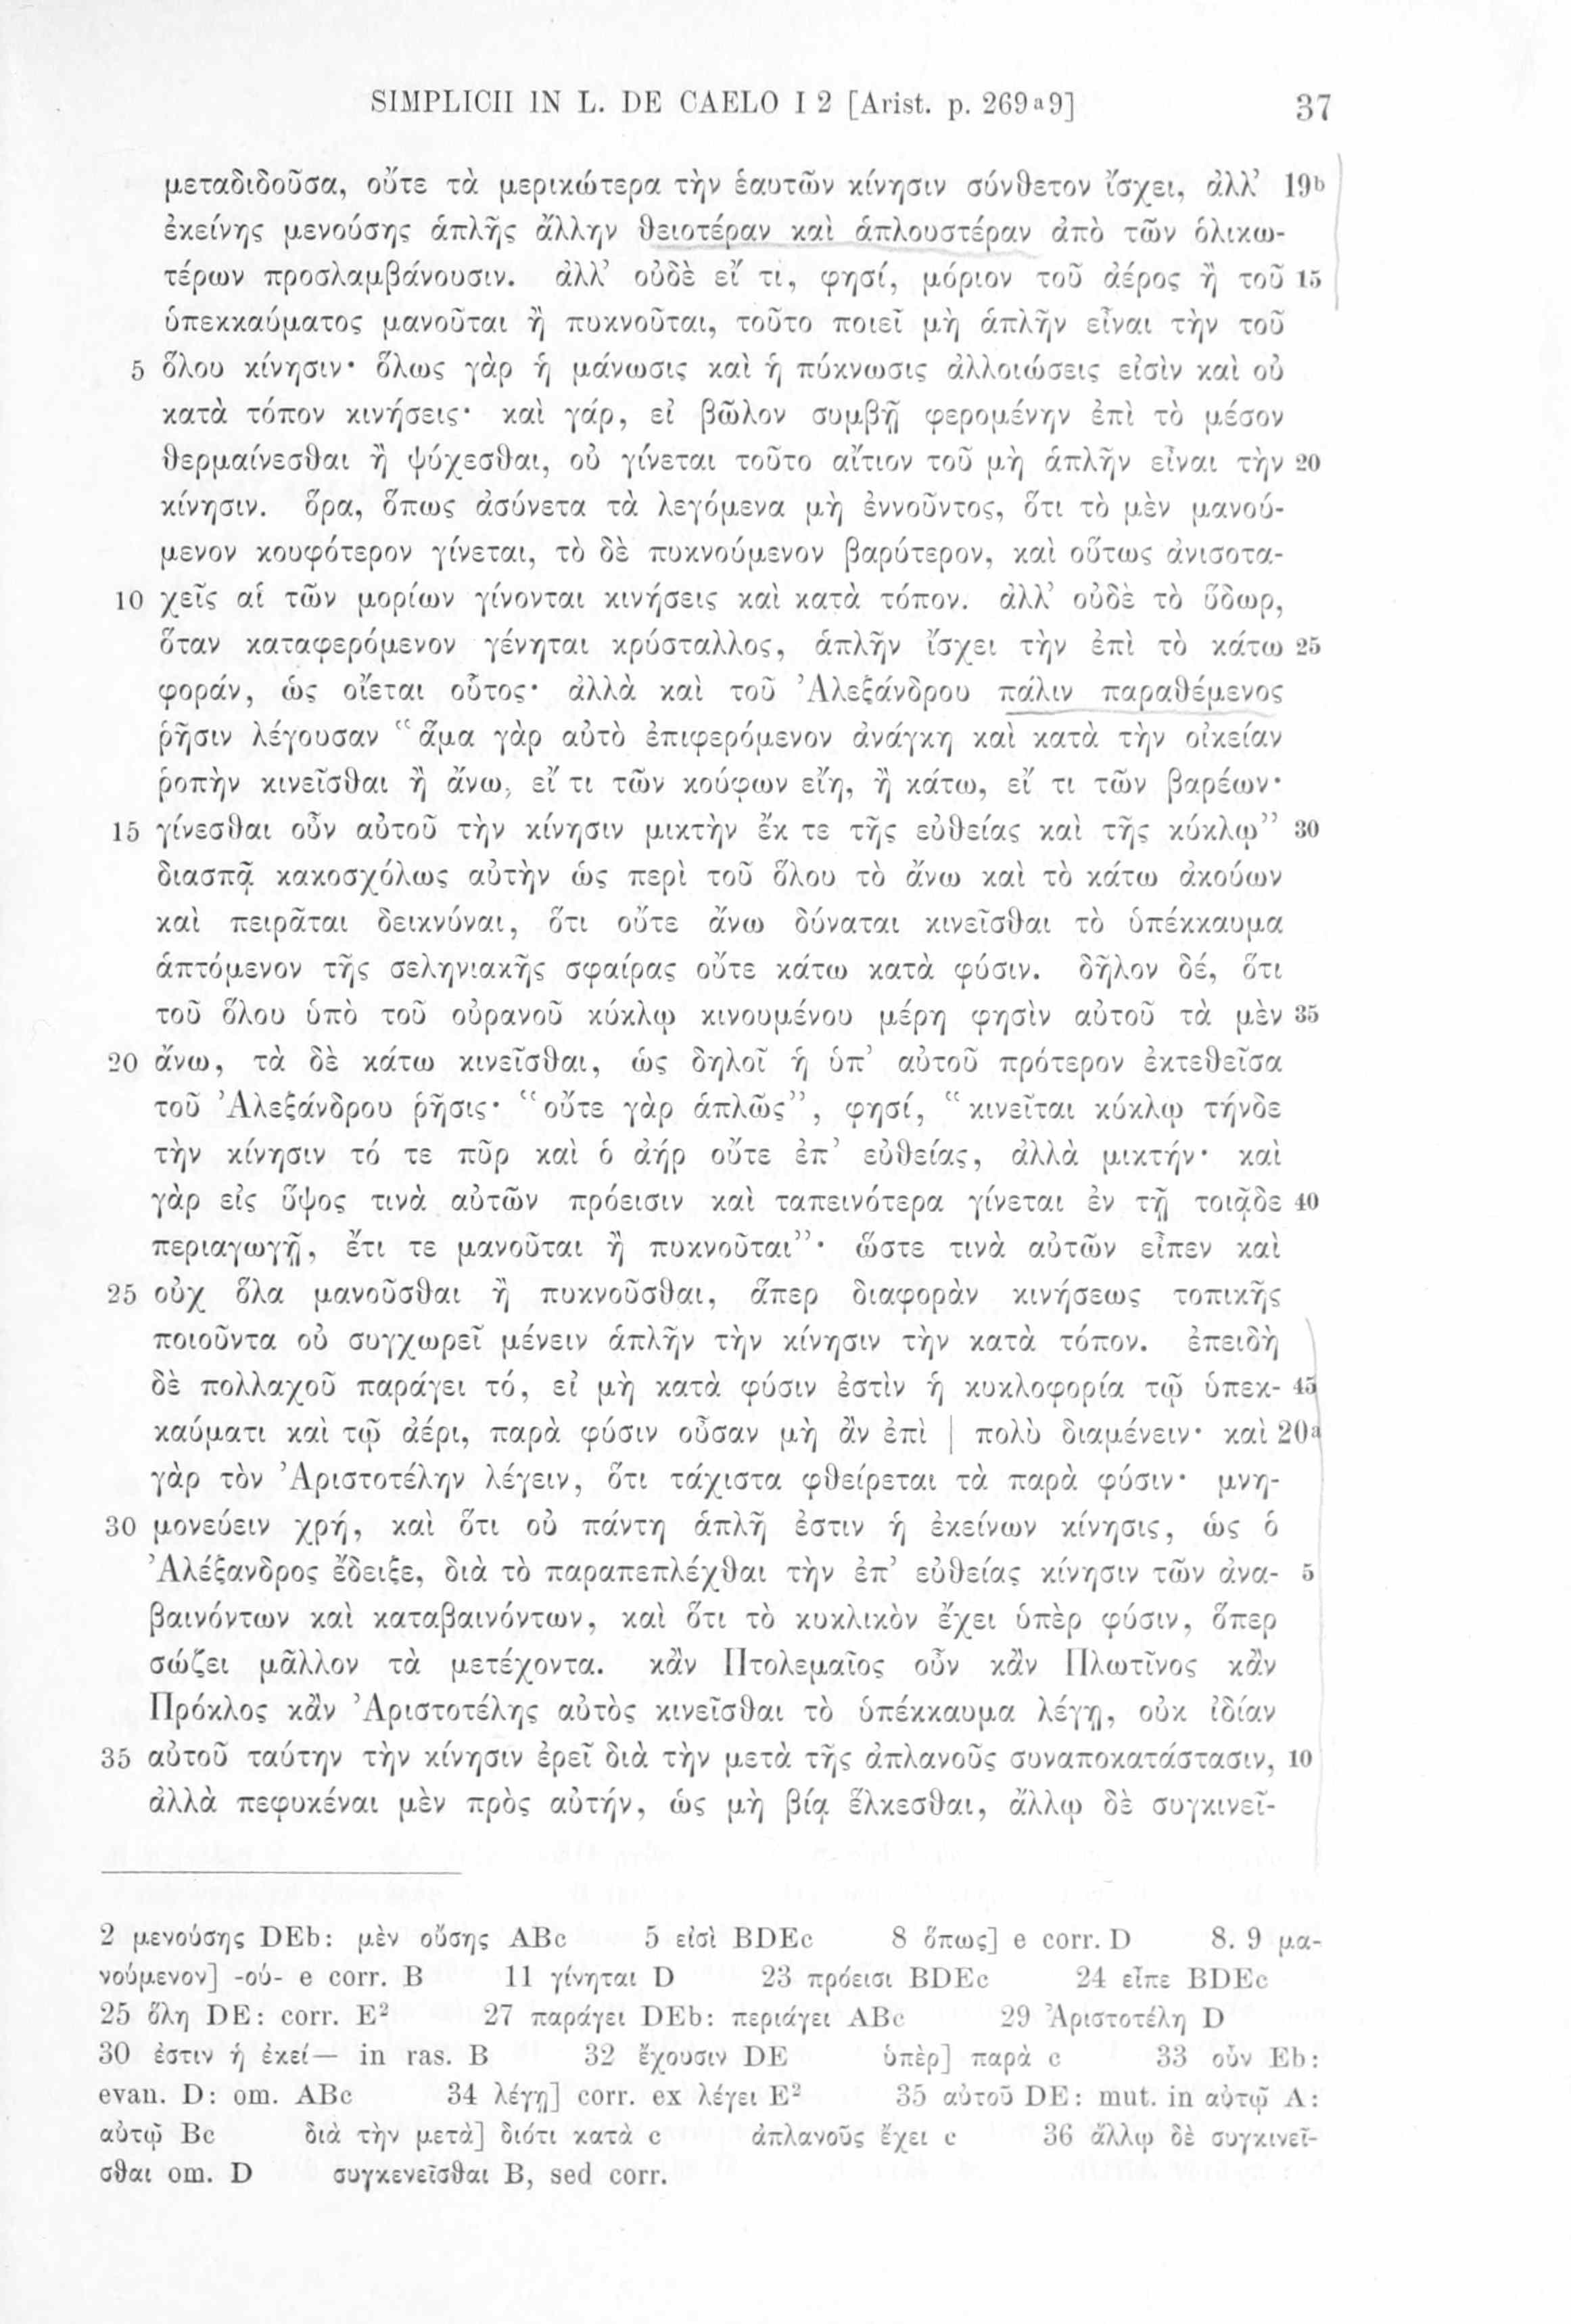 SIMPLICII IN L. DE CAELO I 2 [Arist. p. 269 a 9] 37
μεταδιδοῦσα, οὔτε τὰ μερικώτερα τὴν ἑαυτῶν κίνησιν σύνθετον ἴσχει, ἀλλ’ 19b
ἐκείνης μενούσης ἁπλῆς ἄλλην θειοτέραν καὶ ἁπλουστέραν ἀπὸ τῶν ὁλικω-
τέρων προσλαμβάνουσιν. ἀλλ’ οὐδὲ εἴ τι, φησί, μόριον τοῦ ἀέρος ἢ τοῦ 15
ὑπεκκαύματος μανοῦται ἢ πυκνοῦται, τοῦτο ποιεῖ μὴ ἁπλῆν εἶναι τὴν τοῦ
5 ὅλου κίνησιν· ὅλως γὰρ ἡ μάνωσις καὶ ἡ πύκνωσις ἀλλοιώσεις εἰσὶν καὶ οὐ
κατὰ τόπον κινήσεις· καὶ γάρ, εἰ βῶλον συμβῇ φερομένην ἐπὶ τὸ μέσον
θερμαίνεσθαι ἢ ψύχεσθαι, οὐ γίνεται τοῦτο αἴτιον τοῦ μὴ ἁπλῆν εἶναι τὴν 20
κίνησιν. ὅρα, ὅπως ἀσύνετα τὰ λεγόμενα μὴ ἐννοῦντος, ὅτι τὸ μὲν μανού-
μενον κουφότερον γίνεται, τὸ δὲ πυκνούμενον βαρύτερον, καὶ οὕτως ἀνισοτα-
10 χεῖς αἱ τῶν μορίων γίνονται κινήσεις καὶ κατὰ τόπον. ἀλλ’ οὐδὲ τὸ ὕδωρ,
ὅταν καταφερόμενον γένηται κρύσταλλος, ἁπλῆν ἴσχει τὴν ἐπὶ τὸ κάτω 25
φοράν, ὡς οἴεται οὗτος· ἀλλὰ καὶ τοῦ Ἀλεξάνδρου πάλιν παραθέμενος
ῥῆσιν λέγουσαν “ἅμα γὰρ αὐτὸ ἐπιφερόμενον ἀνάγκη καὶ κατὰ τὴν οἰκείαν
ῥοπὴν κινεῖσθαι ἢ ἄνω, εἴ τι τῶν κούφων εἴη, ἢ κάτω, εἴ τι τῶν βαρέων·
15 γίνεσθαι οὖν αὐτοῦ τὴν κίνησιν μικτὴν ἔκ τε τῆς εὐθείας καὶ τῆς κύκλῳ” 30
διασπᾷ κακοσχόλως αὐτὴν ὡς περὶ τοῦ ὅλου τὸ ἄνω καὶ τὸ κάτω ἀκούων
καὶ πειρᾶται δεικνύναι, ὅτι οὔτε ἄνω δύναται κινεῖσθαι τὸ ὑπέκκαυμα
ἁπτόμενον τῆς σεληνιακῆς σφαίρας οὔτε κάτω κατὰ φύσιν. δῆλον δέ, ὅτι
τοῦ ὅλου ὑπὸ τοῦ οὐρανοῦ κύκλῳ κινουμένου μέρη φησὶν αὐτοῦ τὰ μὲν 35
20 ἄνω, τὰ δὲ κάτω κινεῖσθαι, ὡς δηλοῖ ἡ ὑπ’ αὐτοῦ πρότερον ἐκτεθεῖσα
τοῦ Ἀλεξάνδρου ῥῆσις· “οὔτε γὰρ ἁπλῶς”, φησί, “κινεῖται κύκλῳ τήνδε
τὴν κίνησιν τό τε πῦρ καὶ ὁ ἀὴρ οὔτε ἐπ’ εὐθείας, ἀλλὰ μικτήν· καὶ
γὰρ εἰς ὕψος τινὰ αὐτῶν πρόεισιν καὶ ταπεινότερα γίνεται ἐν τῇ τοιᾷδε 40
περιαγωγῇ, ἔτι τε μανοῦται ἢ πυκνοῦται”· ὥστε τινὰ αὐτῶν εἶπεν καὶ
25 οὐχ ὅλα μανοῦσθαι ἢ πυκνοῦσθαι, ἅπερ διαφορὰν κινήσεως τοπικῆς
ποιοῦντα οὐ συγχωρεῖ μένειν ἁπλῆν τὴν κίνησιν τὴν κατὰ τόπον. ἐπειδὴ
δὲ πολλαχοῦ παράγει τό, εἰ μὴ κατὰ φύσιν ἐστὶν ἡ κυκλοφορία τῷ ὑπεκ- 45
καύματι καὶ τῷ ἀέρι, παρὰ φύσιν οὖσαν μὴ ἂν ἐπὶ | πολὺ διαμένειν· καὶ 20a
γὰρ τὸν Ἀριστοτέλην λέγειν, ὅτι τάχιστα φθείρεται τὰ παρὰ φύσιν· μνη-
30 μονεύειν χρή, καὶ ὅτι οὐ πάντη ἁπλῆ ἐστιν ἡ ἐκείνων κίνησις, ὡς ὁ
Ἀλέξανδρος ἔδειξε, διὰ τὸ παραπεπλέχθαι τὴν ἐπ’ εὐθείας κίνησιν τῶν ἀνα- 5
βαινόντων καὶ καταβαινόντων, καὶ ὅτι τὸ κυκλικὸν ἔχει ὑπὲρ φύσιν, ὅπερ
σώζει μᾶλλον τὰ μετέχοντα. κἂν Πτολεμαῖος οὖν κἂν Πλωτῖνος κἂν
Πρόκλος κἂν Ἀριστοτέλης αὐτὸς κινεῖσθαι τὸ ὑπέκκαυμα λέγῃ, οὐκ ἰδίαν
35 αὐτοῦ ταύτην τὴν κίνησιν ἐρεῖ διὰ τὴν μετὰ τῆς ἀπλανοῦς συναποκατάστασιν, 10
ἀλλὰ πεφυκέναι μὲν πρὸς αὐτήν, ὡς μὴ βίᾳ ἕλκεσθαι, ἄλλῳ δὲ συγκινεῖ-
2 μενούσης DEb: μὲν οὔσης ABc 5 εἰσὶ BDEc 8 ὅπως] e corr. D 8. 9 μα-
νούμενον] -ού- e corr. B 11 γίνηται D 23 πρόεισι BDEc 24 εἶπε BDEc
25 ὅλη DE: corr. E² 27 παράγει DEb: περιάγει ABc 29 Ἀριστοτέλη D
30 ἐστιν ἡ ἐκεί— in ras. B 32 ἔχουσιν DE ὑπὲρ] παρὰ c 33 οὖν Eb:
evan. D: om. ABc 34 λέγῃ] corr. ex λέγει E² 35 αὐτοῦ DE: mut. in αὐτῷ A:
αὐτῷ Bc διὰ τὴν μετὰ] διότι κατὰ c ἀπλανοῦς ἔχει c 36 ἄλλῳ δὲ συγκινεῖ-
σθαι om. D συγκενεῖσθαι B, sed corr.